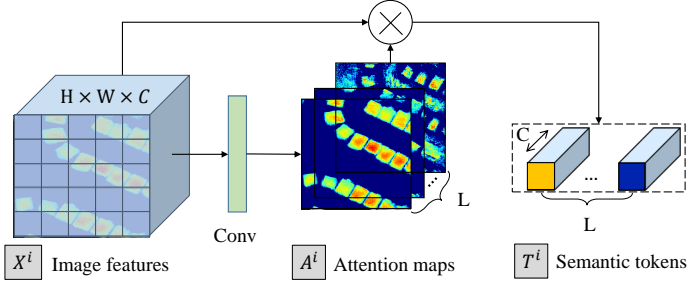 H × W × C
C
...
L
Conv
...
L
X^i Image features
A^i Attention maps
T^i Semantic tokens